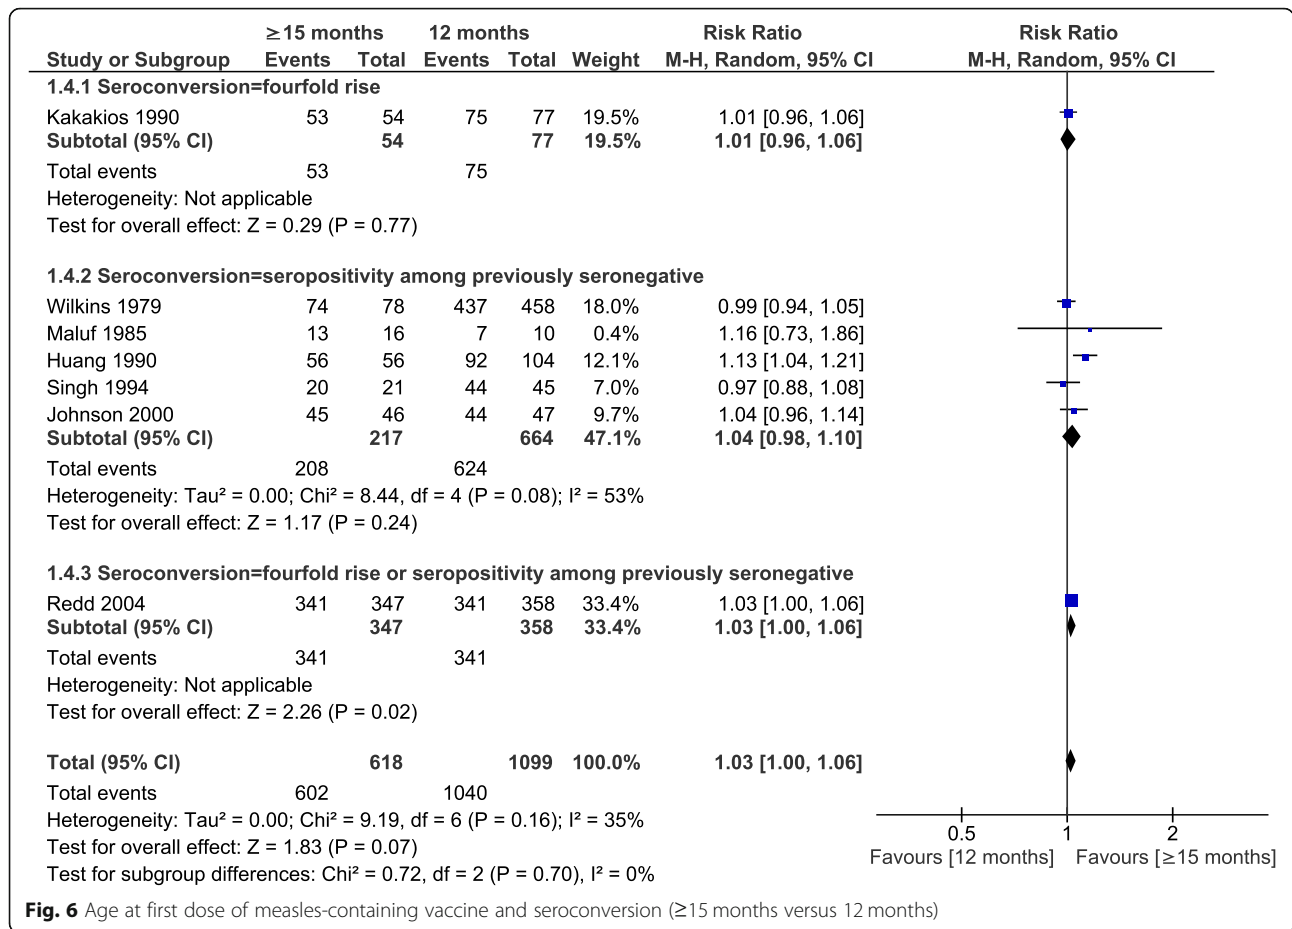 ≥15 months 12 months Risk Ratio Risk Ratio
Study or Subgroup Events Total Events Total Weight M-H, Random, 95% CI M-H, Random, 95% CI
1.4.1 Seroconversion=fourfold rise
Kakakios 1990 53 54 75 77 19.5% 1.01 [0.96, 1.06]
Subtotal (95% CI) 54 77 19.5% 1.01 [0.96, 1.06]
Total events 53 75
Heterogeneity: Not applicable
Test for overall effect: Z = 0.29 (P = 0.77)
1.4.2 Seroconversion=seropositivity among previously seronegative
Wilkins 1979 74 78 437 458 18.0% 0.99 [0.94, 1.05]
Maluf 1985 13 16 7 10 0.4% 1.16 [0.73, 1.86]
Huang 1990 56 56 92 104 12.1% 1.13 [1.04, 1.21]
Singh 1994 20 21 44 45 7.0% 0.97 [0.88, 1.08]
Johnson 2000 45 46 44 47 9.7% 1.04 [0.96, 1.14]
Subtotal (95% CI) 217 664 47.1% 1.04 [0.98, 1.10]
Total events 208 624
Heterogeneity: Tau² = 0.00; Chi² = 8.44, df = 4 (P = 0.08); I² = 53%
Test for overall effect: Z = 1.17 (P = 0.24)
1.4.3 Seroconversion=fourfold rise or seropositivity among previously seronegative
Redd 2004 341 347 341 358 33.4% 1.03 [1.00, 1.06]
Subtotal (95% CI) 347 358 33.4% 1.03 [1.00, 1.06]
Total events 341 341
Heterogeneity: Not applicable
Test for overall effect: Z = 2.26 (P = 0.02)
Total (95% CI) 618 1099 100.0% 1.03 [1.00, 1.06]
Total events 602 1040
Heterogeneity: Tau² = 0.00; Chi² = 9.19, df = 6 (P = 0.16); I² = 35%
Test for overall effect: Z = 1.83 (P = 0.07)
Test for subgroup differences: Chi² = 0.72, df = 2 (P = 0.70), I² = 0%
0.5 1 2
Favours [12 months] Favours [≥15 months]
Fig. 6 Age at first dose of measles-containing vaccine and seroconversion (≥15 months versus 12 months)